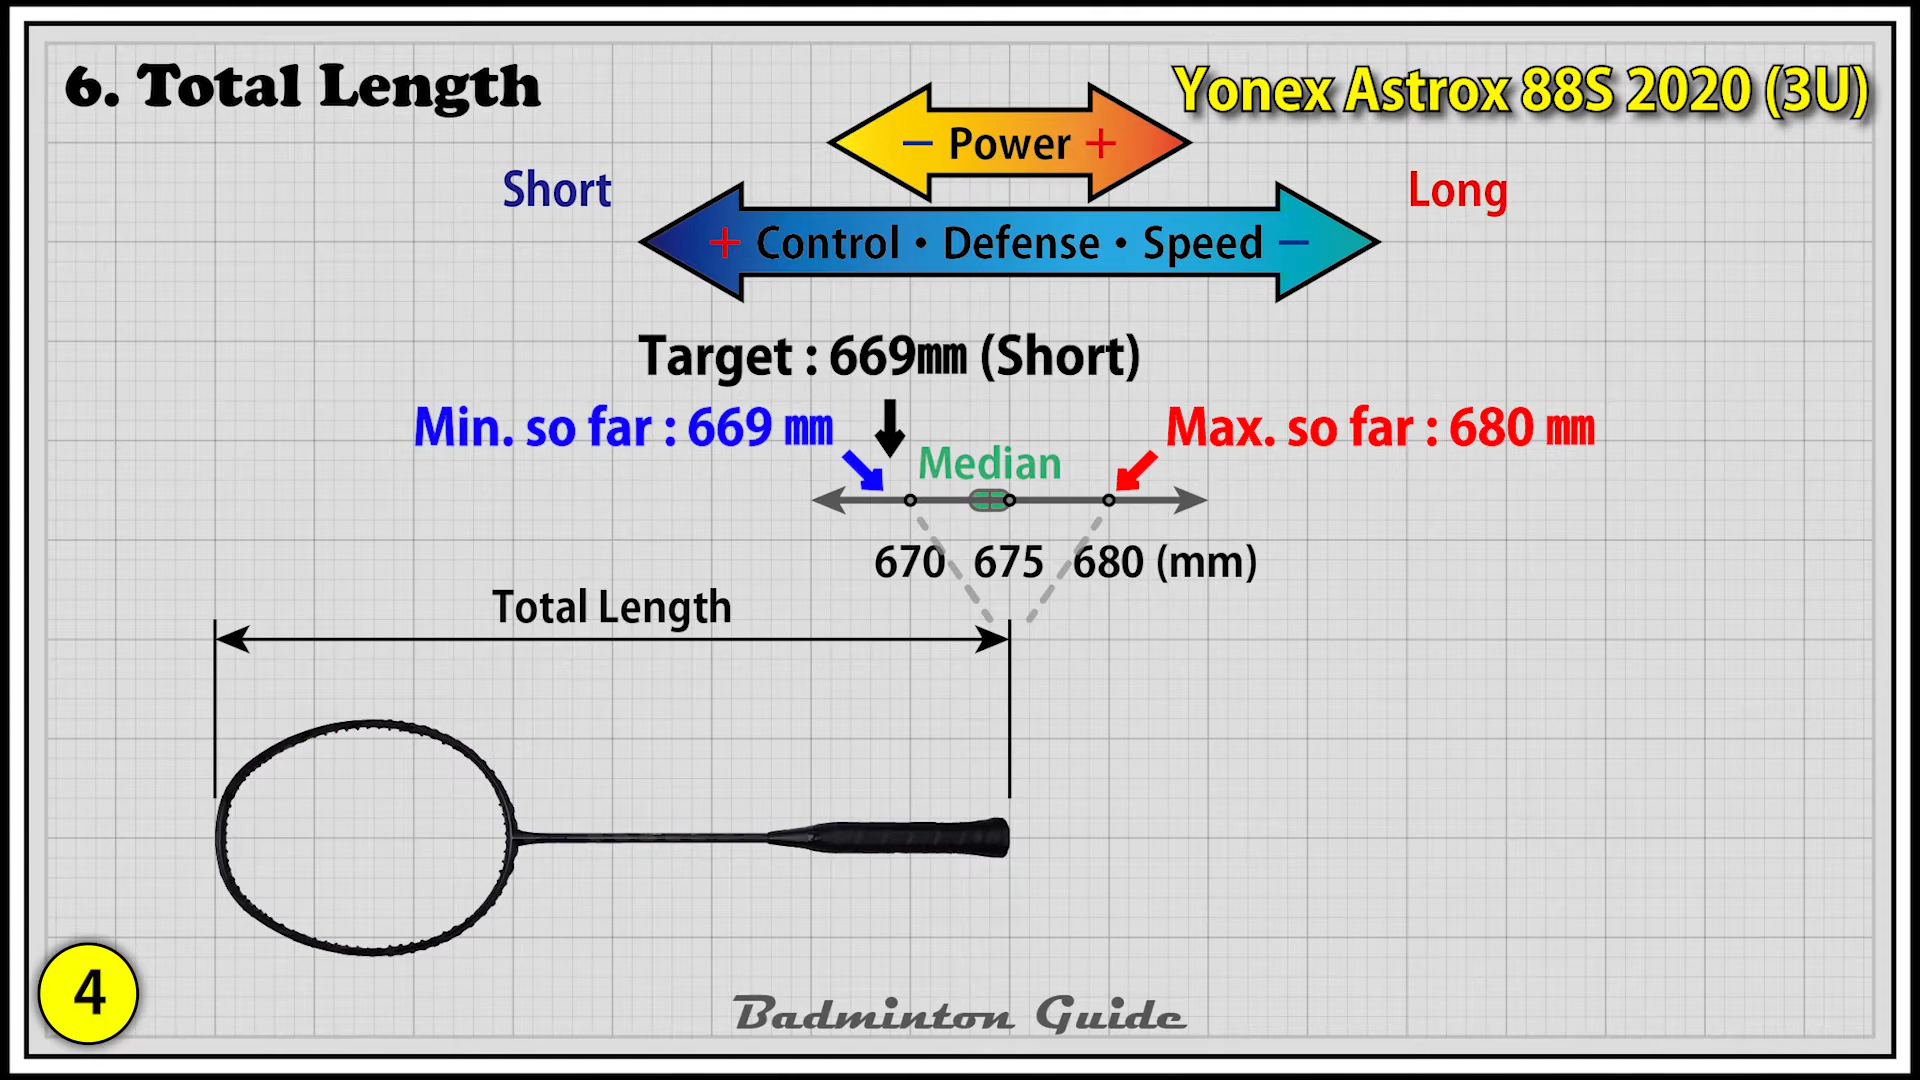 6. Total Length
Yonex Astrox 88S 2020 (3U)
− Power +
Short
Long
+ Control・Defense・Speed −
Target : 669㎜ (Short)
Min. so far : 669 ㎜
Max. so far : 680 ㎜
Median
670 675 680 (mm)
Total Length
4
Badminton Guide